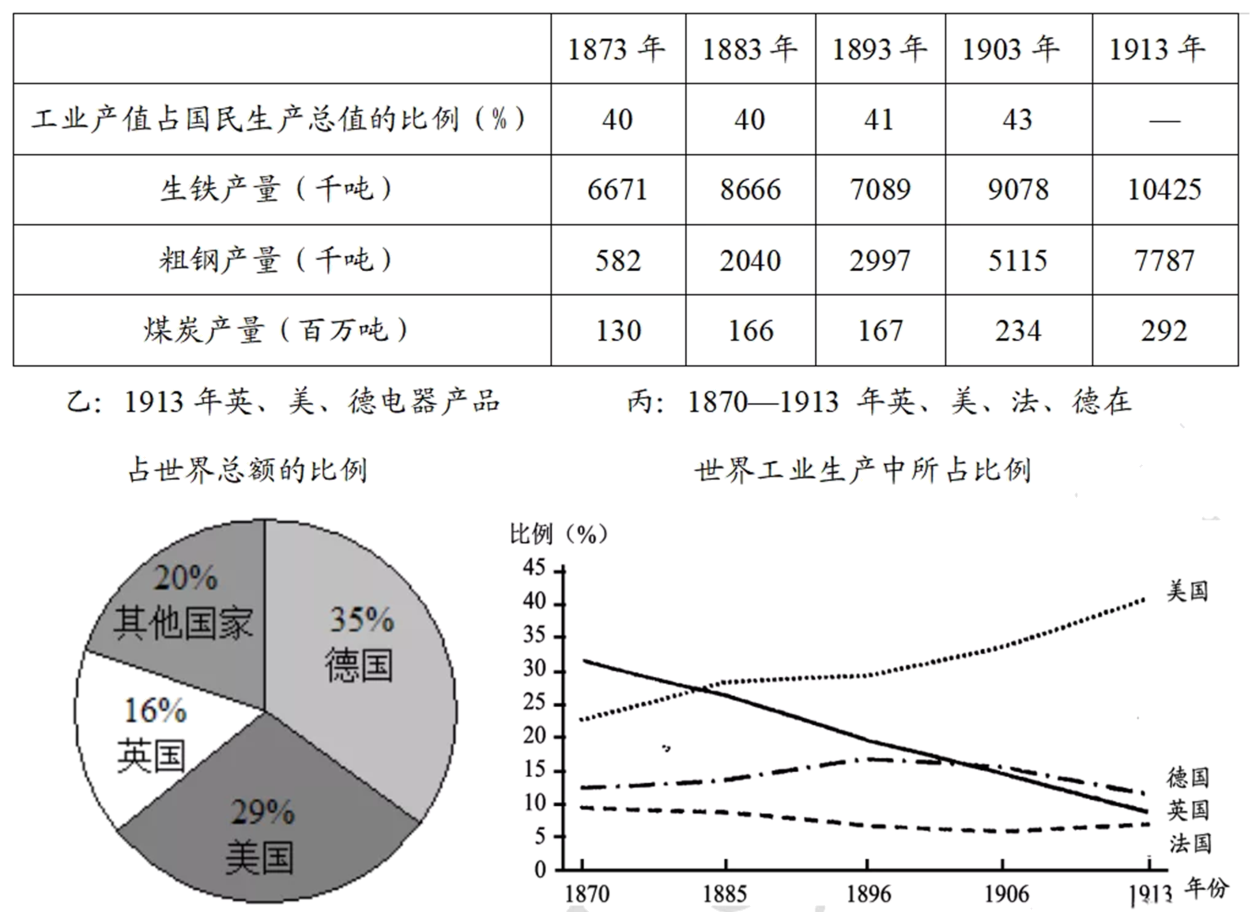 1873 年 1883 年 1893 年 1903 年 1913 年
工业产值占国民生产总值的比例（%） 40 40 41 43 —
生铁产量（千吨） 6671 8666 7089 9078 10425
粗钢产量（千吨） 582 2040 2997 5115 7787
煤炭产量（百万吨） 130 166 167 234 292
乙：1913 年英、美、德电器产品
占世界总额的比例
丙：1870—1913 年英、美、法、德在
世界工业生产中所占比例
20%
其他国家
35%
德国
16%
英国
29%
美国
比例（%）
45
40
35
30
25
20
15
10
5
0
美国
德国
英国
法国
1870 1885 1896 1906 1913 年份